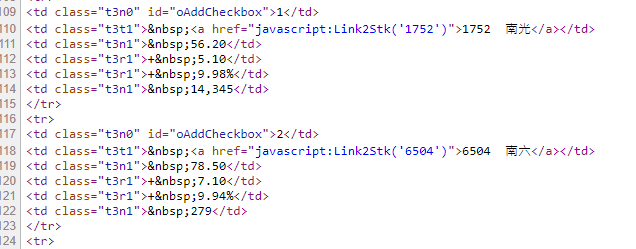 109 <td class="t3n0" id="oAddCheckbox">1</td>
110 <td class="t3t1">&nbsp;<a href="javascript:Link2Stk('1752')">1752　南光</a></td>
111 <td class="t3n1">&nbsp;56.20</td>
112 <td class="t3r1">+&nbsp;5.10</td>
113 <td class="t3r1">+&nbsp;9.98%</td>
114 <td class="t3n1">&nbsp;14,345</td>
115 </tr>
116 <tr>
117 <td class="t3n0" id="oAddCheckbox">2</td>
118 <td class="t3t1">&nbsp;<a href="javascript:Link2Stk('6504')">6504　南六</a></td>
119 <td class="t3n1">&nbsp;78.50</td>
120 <td class="t3r1">+&nbsp;7.10</td>
121 <td class="t3r1">+&nbsp;9.94%</td>
122 <td class="t3n1">&nbsp;279</td>
123 </tr>
124 <tr>